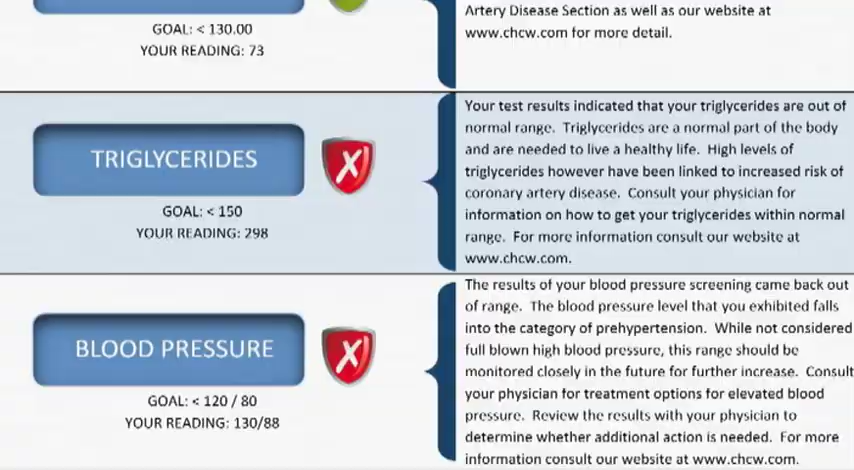 GOAL: < 130.00
YOUR READING: 73
Artery Disease Section as well as our website at
www.chcw.com for more detail.
TRIGLYCERIDES
GOAL: < 150
YOUR READING: 298
Your test results indicated that your triglycerides are out of
normal range. Triglycerides are a normal part of the body
and are needed to live a healthy life. High levels of
triglycerides however have been linked to increased risk of
coronary artery disease. Consult your physician for
information on how to get your triglycerides within normal
range. For more information consult our website at
www.chcw.com.
BLOOD PRESSURE
GOAL: < 120 / 80
YOUR READING: 130/88
The results of your blood pressure screening came back out
of range. The blood pressure level that you exhibited falls
into the category of prehypertension. While not considered
full blown high blood pressure, this range should be
monitored closely in the future for further increase. Consult
your physician for treatment options for elevated blood
pressure. Review the results with your physician to
determine whether additional action is needed. For more
information consult our website at www.chcw.com.